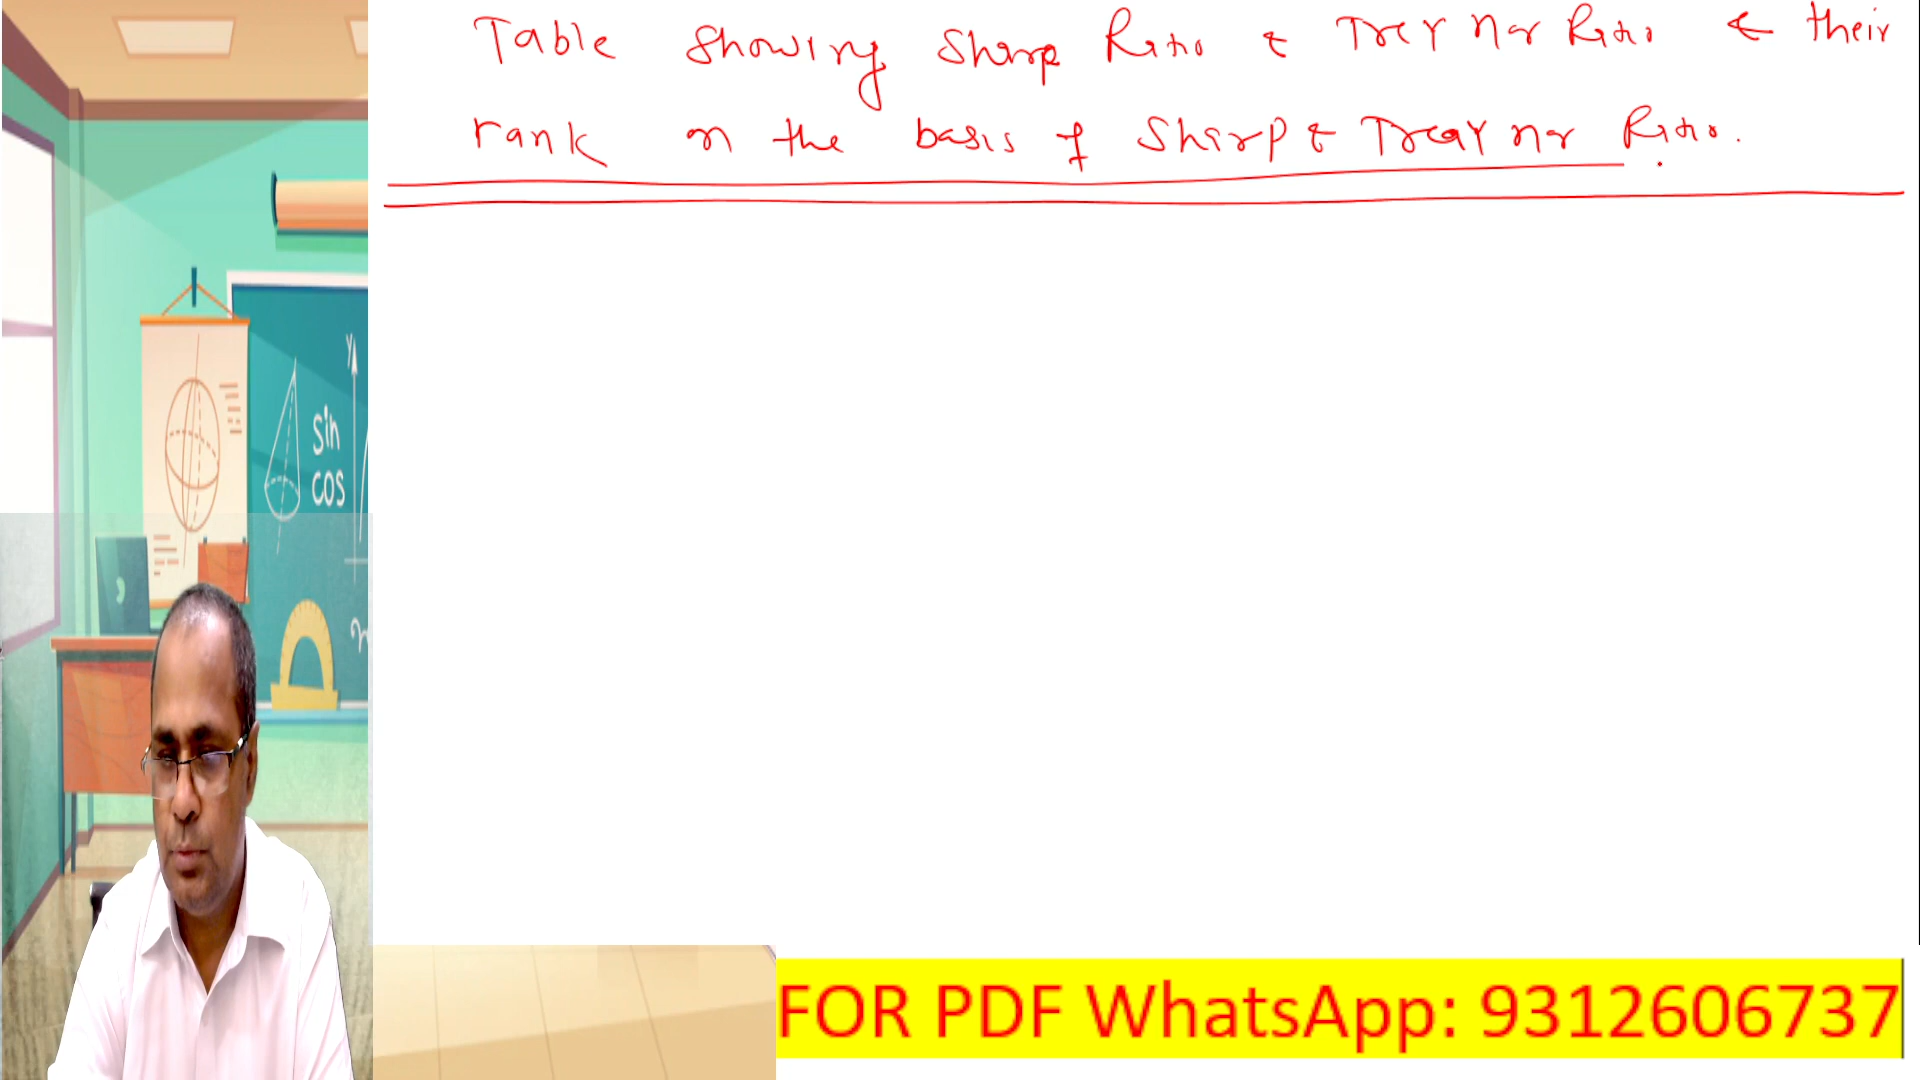 Table Showing Sharp Ratio & Treynor Ratio & their
rank on the basis of Sharp & Treaynor Ratio.
sin
cos
Y
FOR PDF WhatsApp: 9312606737